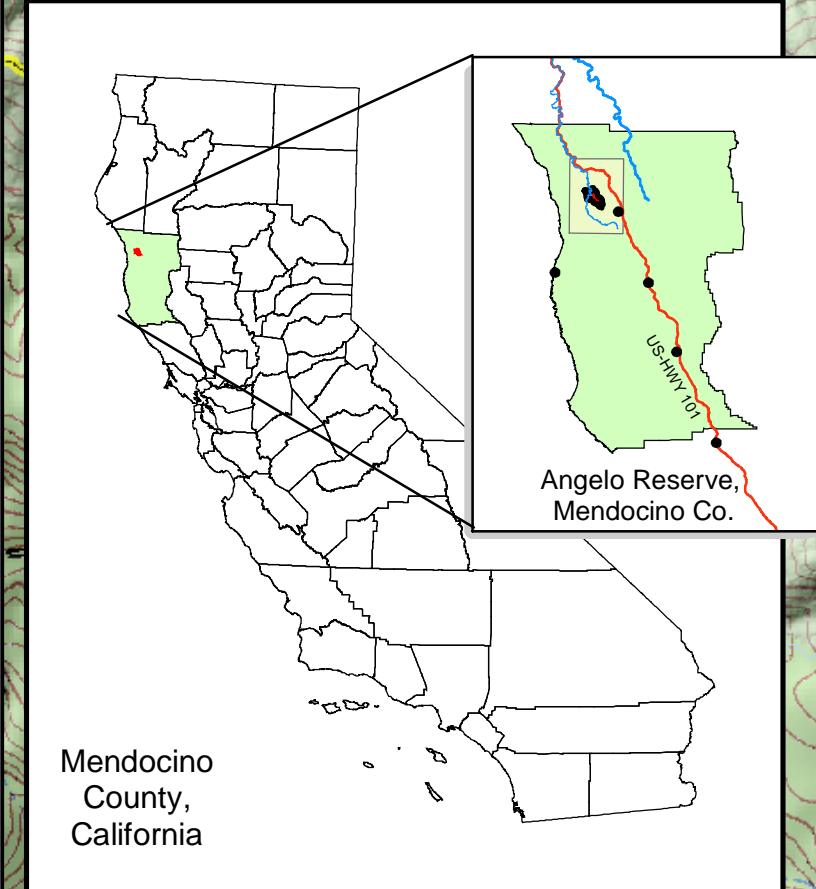 US-HWY 101
Angelo Reserve,
Mendocino Co.
Mendocino
County,
California